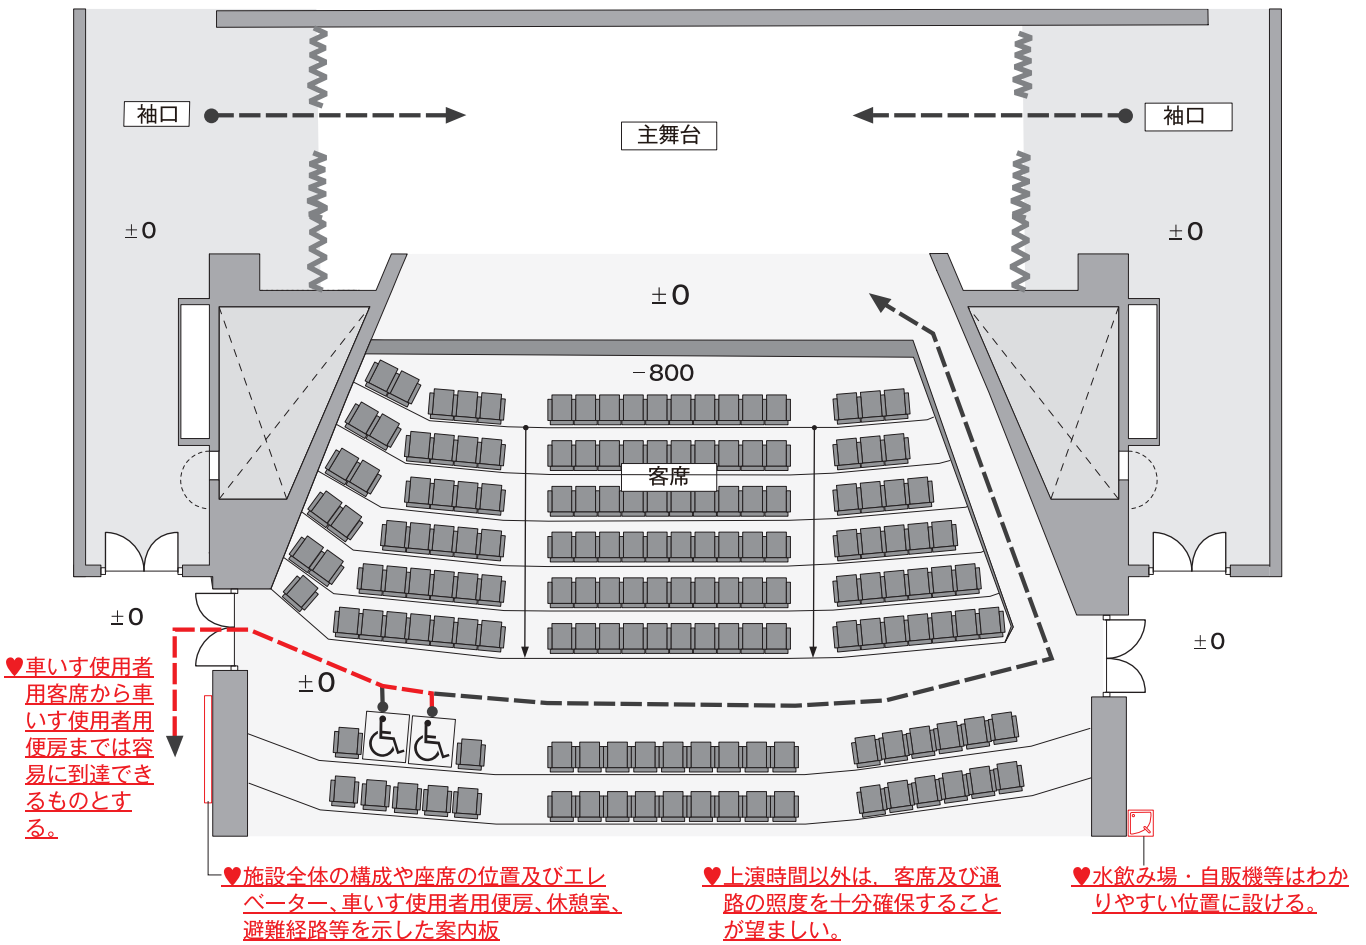 袖口
主舞台
袖口
±0
±0
±0
−800
客席
±0
±0
±0
♥車いす使用者
用客席から車
いす使用者用
便房までは容
易に到達でき
るものとす
る。
♥施設全体の構成や座席の位置及びエレ
ベーター、車いす使用者用便房、休憩室、
避難経路等を示した案内板
♥上演時間以外は，客席及び通
路の照度を十分確保すること
が望ましい。
♥水飲み場・自販機等はわか
りやすい位置に設ける。